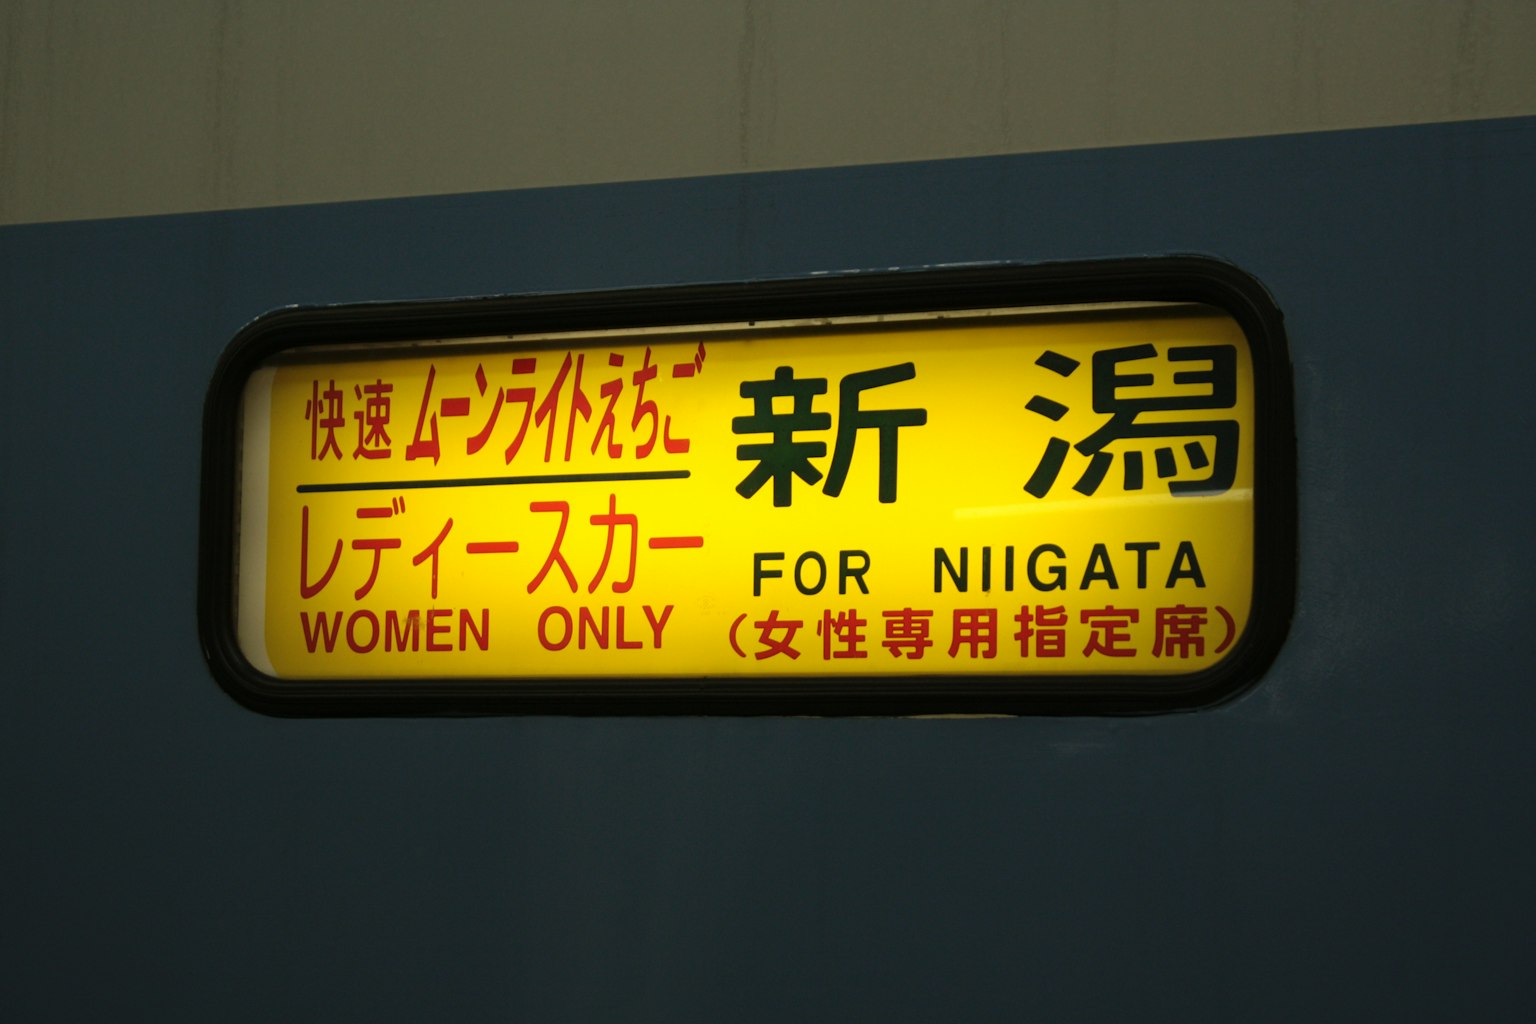 快速 ムーンライトえちご
レディースカー
WOMEN ONLY
新潟
FOR NIIGATA
(女性専用指定席)